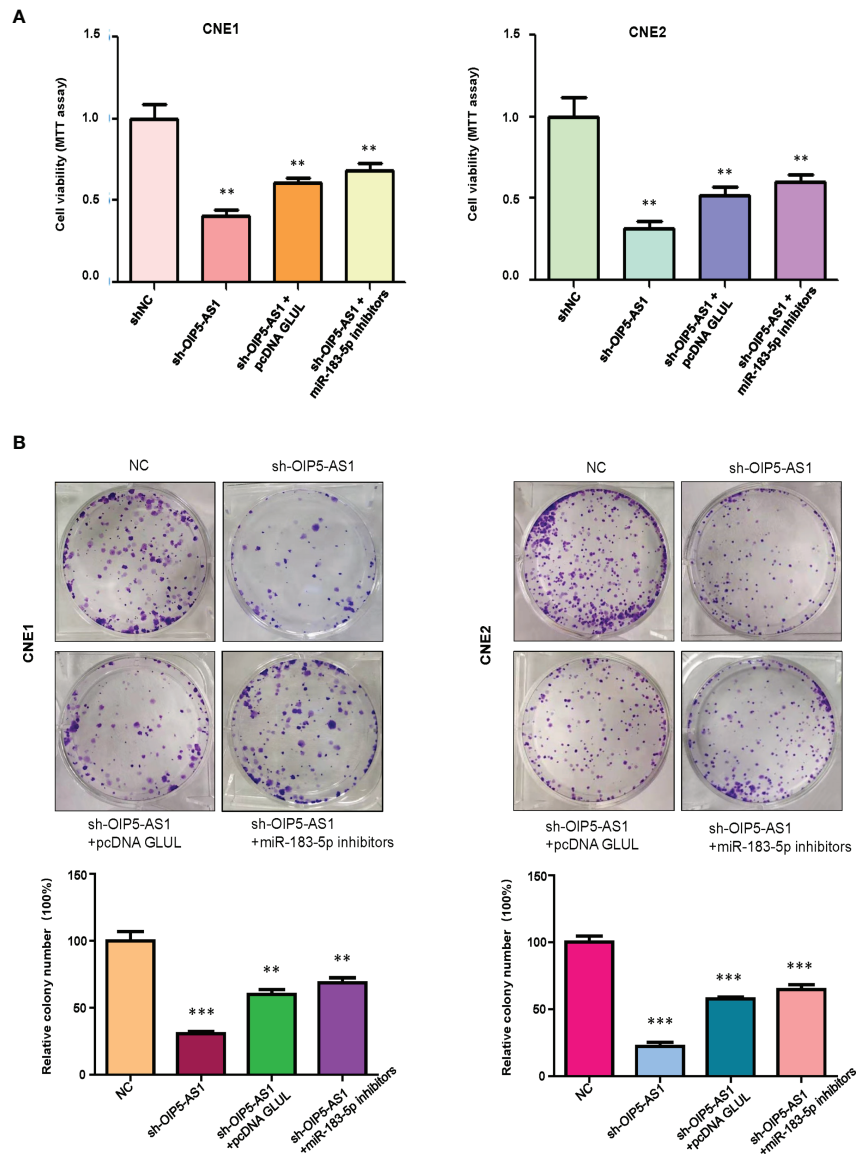 A
CNE1
Cell viability (MTT assay)
1.5
1.0
0.5
0.0
**
**
**
shNC
sh-OIP5-AS1
sh-OIP5-AS1 +
pcDNA GLUL
sh-OIP5-AS1 +
miR-183-5p inhibitors
CNE2
Cell viability (MTT assay)
1.5
1.0
0.5
0.0
**
**
**
shNC
sh-OIP5-AS1
sh-OIP5-AS1 +
pcDNA GLUL
sh-OIP5-AS1 +
miR-183-5p inhibitors
B
NC
sh-OIP5-AS1
CNE1
sh-OIP5-AS1
+pcDNA GLUL
sh-OIP5-AS1
+miR-183-5p inhibitors
NC
sh-OIP5-AS1
CNE2
sh-OIP5-AS1
+pcDNA GLUL
sh-OIP5-AS1
+miR-183-5p inhibitors
Relative colony number (100%)
150
100
50
0
***
**
**
NC
sh-OIP5-AS1
sh-OIP5-AS1
+pcDNA GLUL
sh-OIP5-AS1
+miR-183-5p inhibitors
Relative colony number (100%)
150
100
50
0
***
***
***
NC
sh-OIP5-AS1
sh-OIP5-AS1
+pcDNA GLUL
sh-OIP5-AS1
+miR-183-5p inhibitors